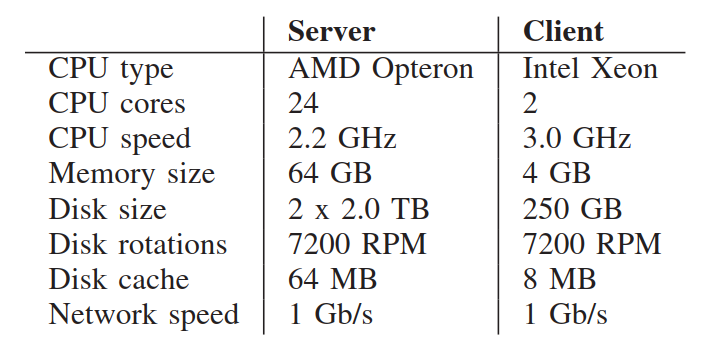 Server Client
CPU type AMD Opteron Intel Xeon
CPU cores 24 2
CPU speed 2.2 GHz 3.0 GHz
Memory size 64 GB 4 GB
Disk size 2 x 2.0 TB 250 GB
Disk rotations 7200 RPM 7200 RPM
Disk cache 64 MB 8 MB
Network speed 1 Gb/s 1 Gb/s